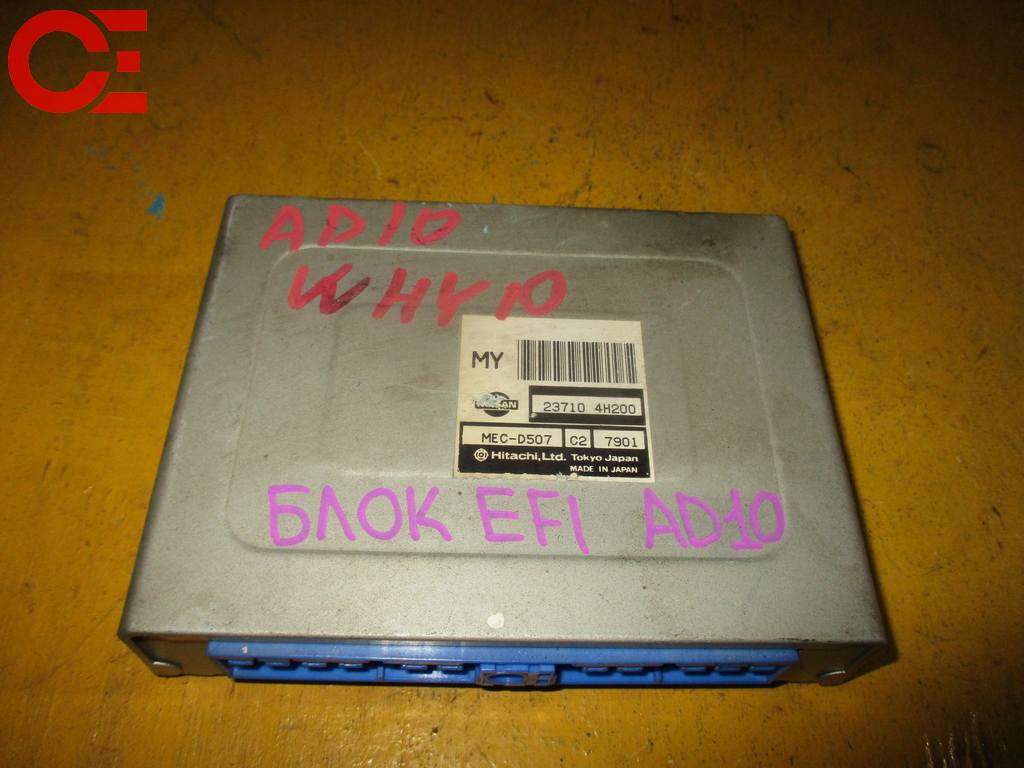 CE
AD10
WHY10
MY
NISSAN
23710 4H200
MEC-D507 C2 7901
Hitachi, Ltd. Tokyo Japan
MADE IN JAPAN
БЛОК EFI AD10